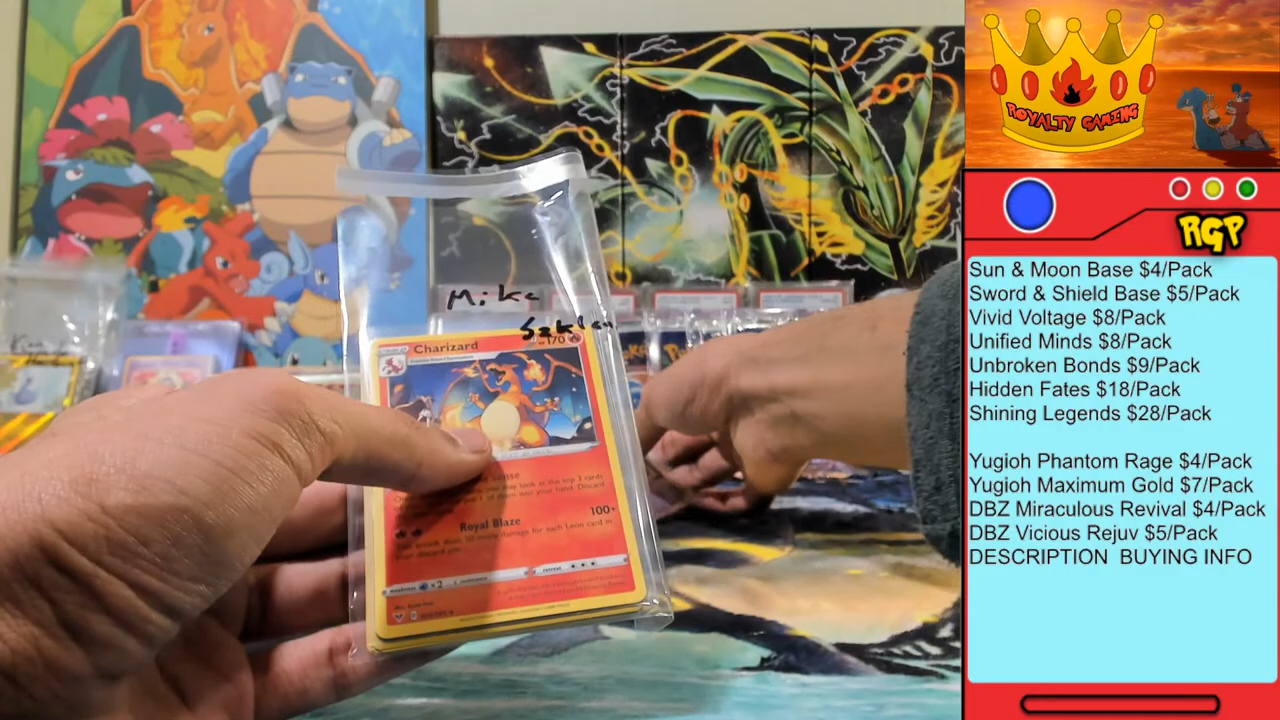 ROYALTY GAMING
RGP
Sun & Moon Base $4/Pack
Sword & Shield Base $5/Pack
Vivid Voltage $8/Pack
Unified Minds $8/Pack
Unbroken Bonds $9/Pack
Hidden Fates $18/Pack
Shining Legends $28/Pack
Yugioh Phantom Rage $4/Pack
Yugioh Maximum Gold $7/Pack
DBZ Miraculous Revival $4/Pack
DBZ Vicious Rejuv $5/Pack
DESCRIPTION BUYING INFO
Mike
Charizard 170
Royal Blaze 100+
weakness ×2
retreat